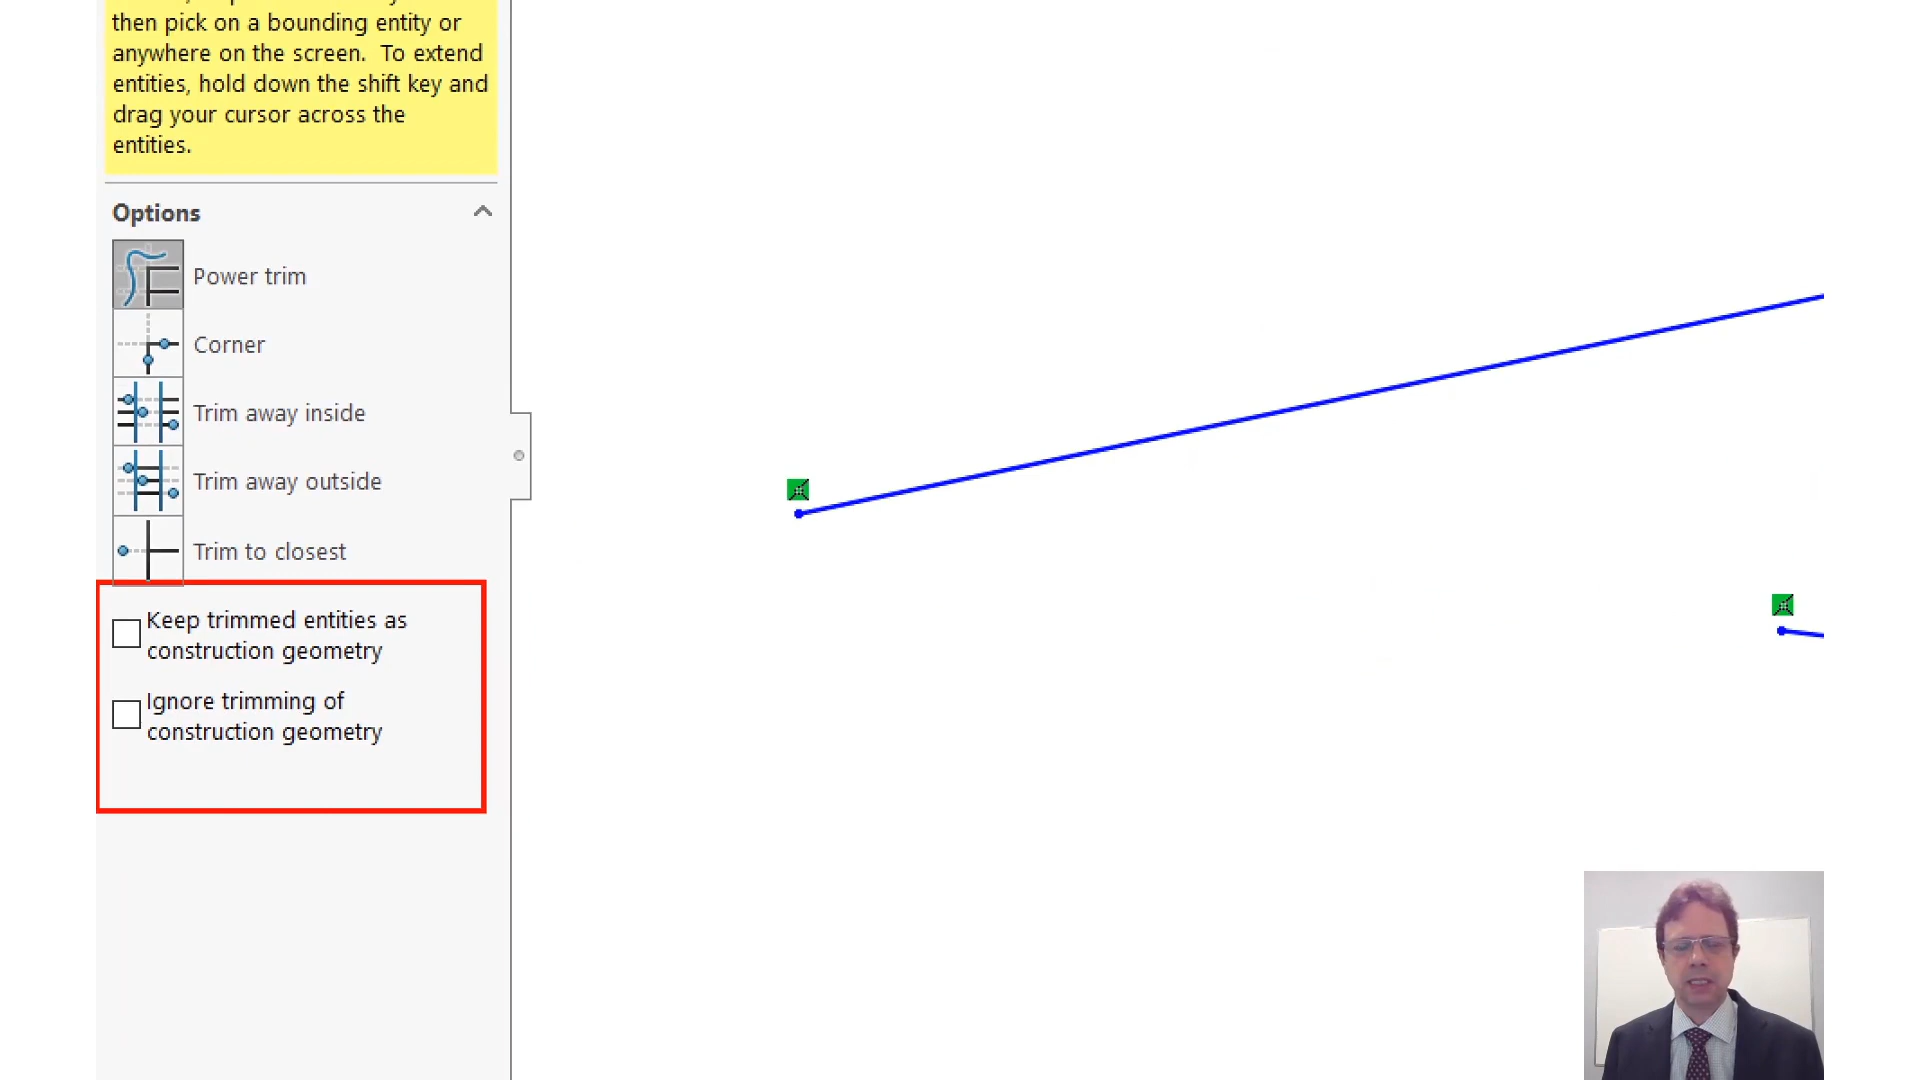 then pick on a bounding entity or
anywhere on the screen. To extend
entities, hold down the shift key and
drag your cursor across the
entities.
Options
Power trim
Corner
Trim away inside
Trim away outside
Trim to closest
Keep trimmed entities as
construction geometry
Ignore trimming of
construction geometry